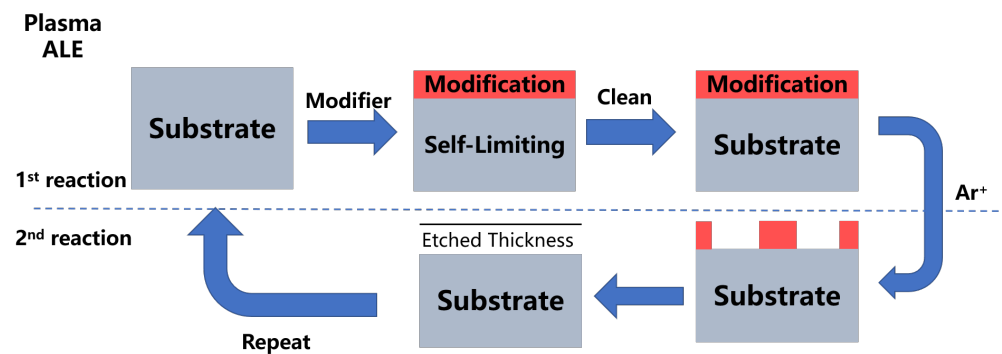 Plasma
ALE
Substrate
Modifier
Modification
Self-Limiting
Clean
Modification
Substrate
1st reaction
Ar+
2nd reaction
Etched Thickness
Substrate
Substrate
Repeat